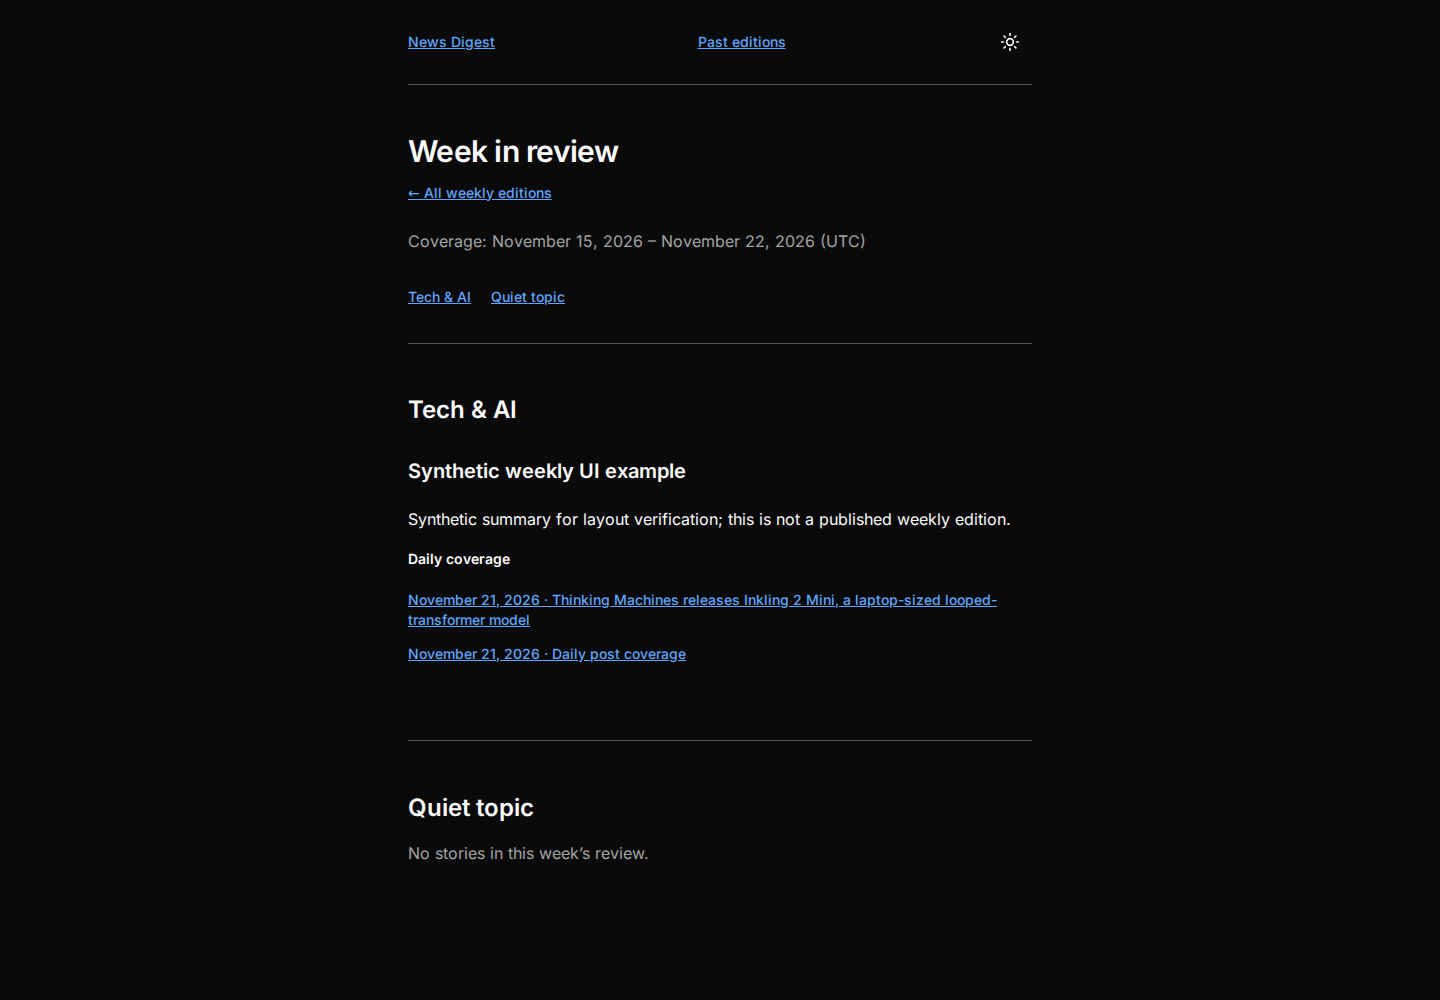 News Digest
Past editions
Week in review
← All weekly editions
Coverage: November 15, 2026 – November 22, 2026 (UTC)
Tech & AI
Quiet topic
Tech & AI
Synthetic weekly UI example
Synthetic summary for layout verification; this is not a published weekly edition.
Daily coverage
November 21, 2026 · Thinking Machines releases Inkling 2 Mini, a laptop-sized looped-
transformer model
November 21, 2026 · Daily post coverage
Quiet topic
No stories in this week’s review.